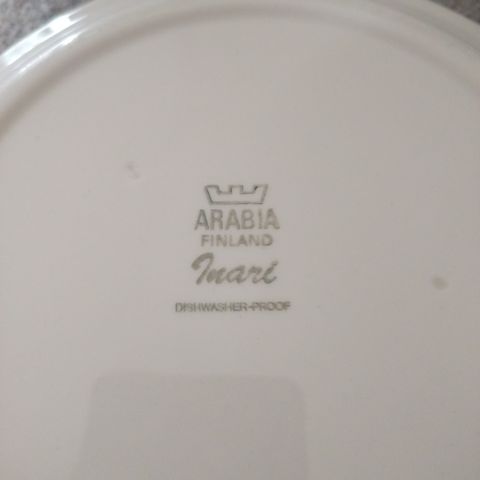 ARABIA
FINLAND
Inari
DISHWASHER-PROOF